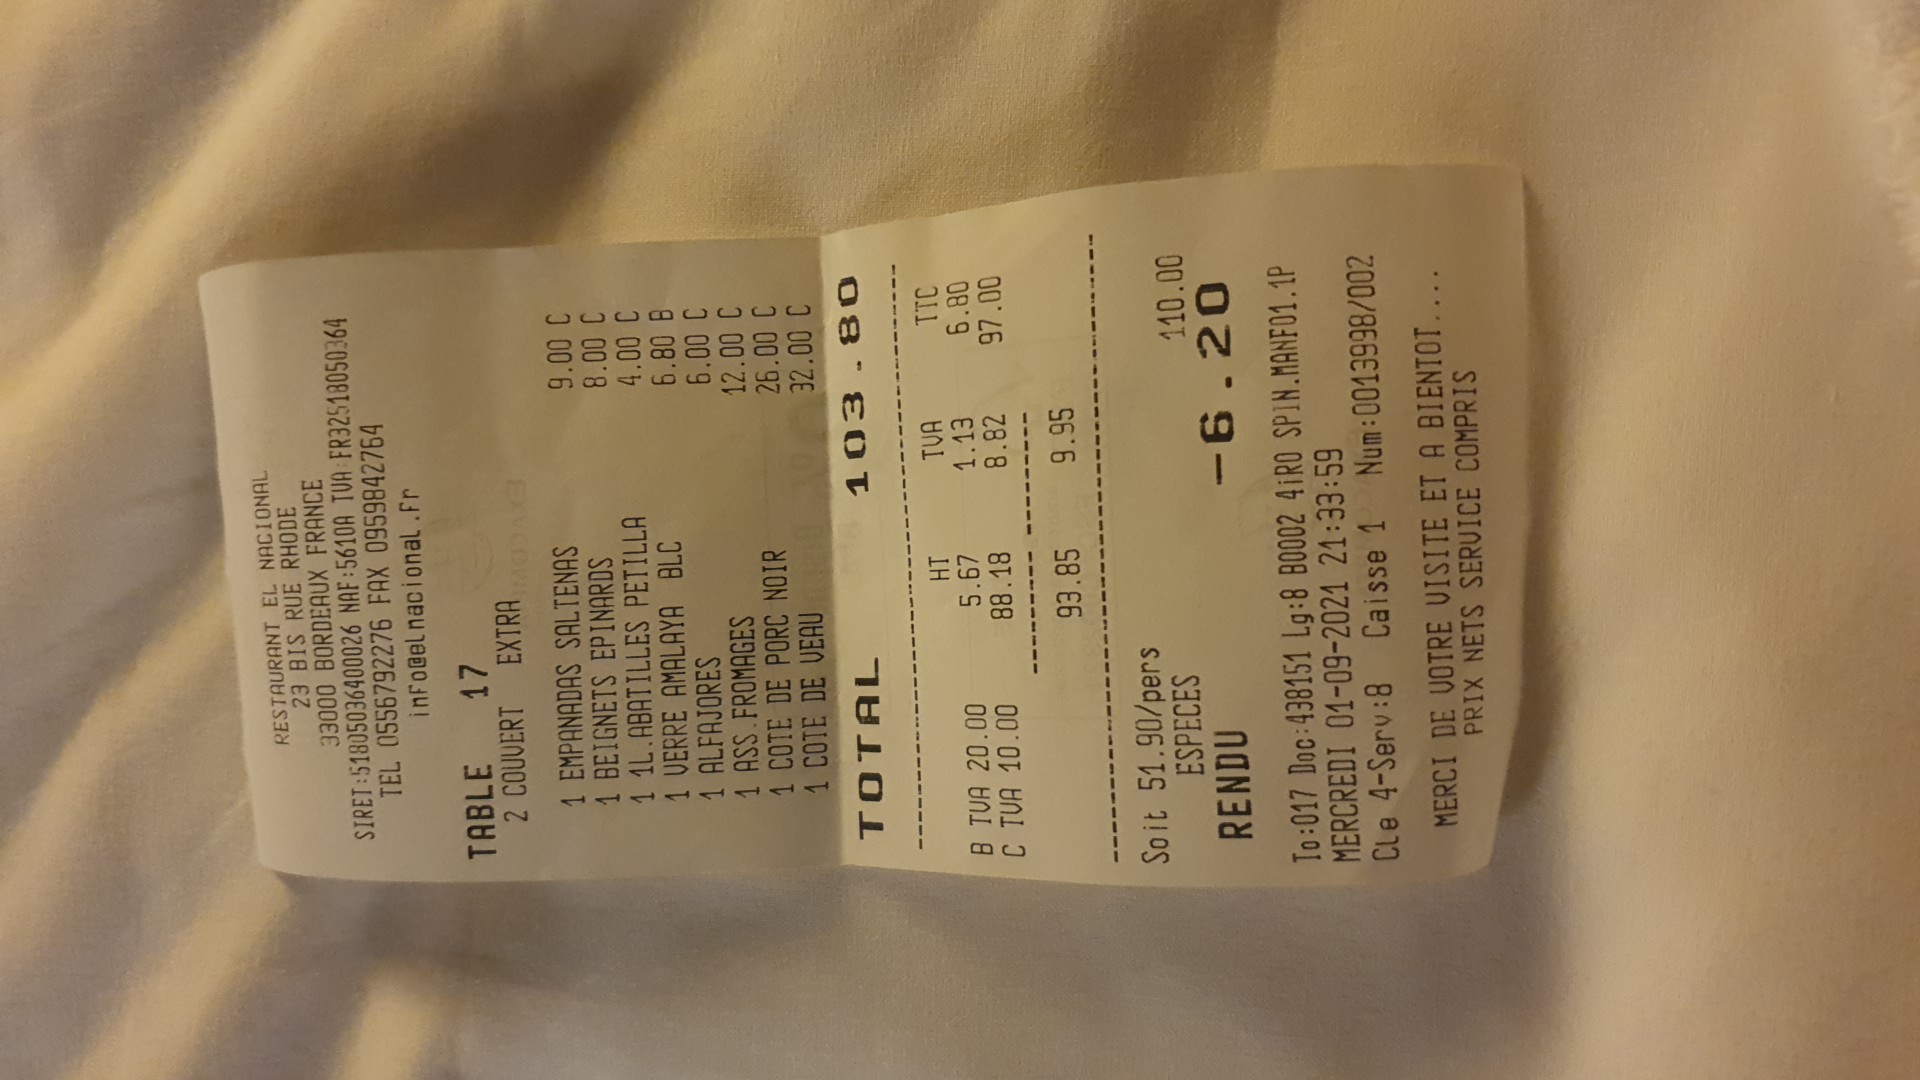 RESTAURANT EL NACIONAL
23 BIS RUE RHODE
33000 BORDEAUX FRANCE
SIRET:51805036400026 NAF:5610A TVA:FR32518050364
TEL 0556792276 FAX 0959842764
info@elnacional.fr
TABLE 17
2 COUVERT EXTRA
1 EMPANADAS SALTENAS 9.00 C
1 BEIGNETS EPINARDS 8.00 C
1 1L.ABATILLES PETILLA 4.00 C
1 VERRE AMALAYA BLC 6.80 B
1 ALFAJORES 6.00 C
1 ASS.FROMAGES 12.00 C
1 COTE DE PORC NOIR 26.00 C
1 COTE DE VEAU 32.00 C
TOTAL 103.80
HT TVA TTC
B TVA 20.00 5.67 1.13 6.80
C TVA 10.00 88.18 8.82 97.00
93.85 9.95
Soit 51.90/pers
ESPECES 110.00
RENDU -6.20
To:017 Doc:438151 Lg:8 B0002 4iRO SPIN.MANF01.1P
MERCREDI 01-09-2021 21:33:59
Cle 4-Serv:8 Caisse 1 Num:0013998/002
MERCI DE VOTRE VISITE ET A BIENTOT....
PRIX NETS SERVICE COMPRIS